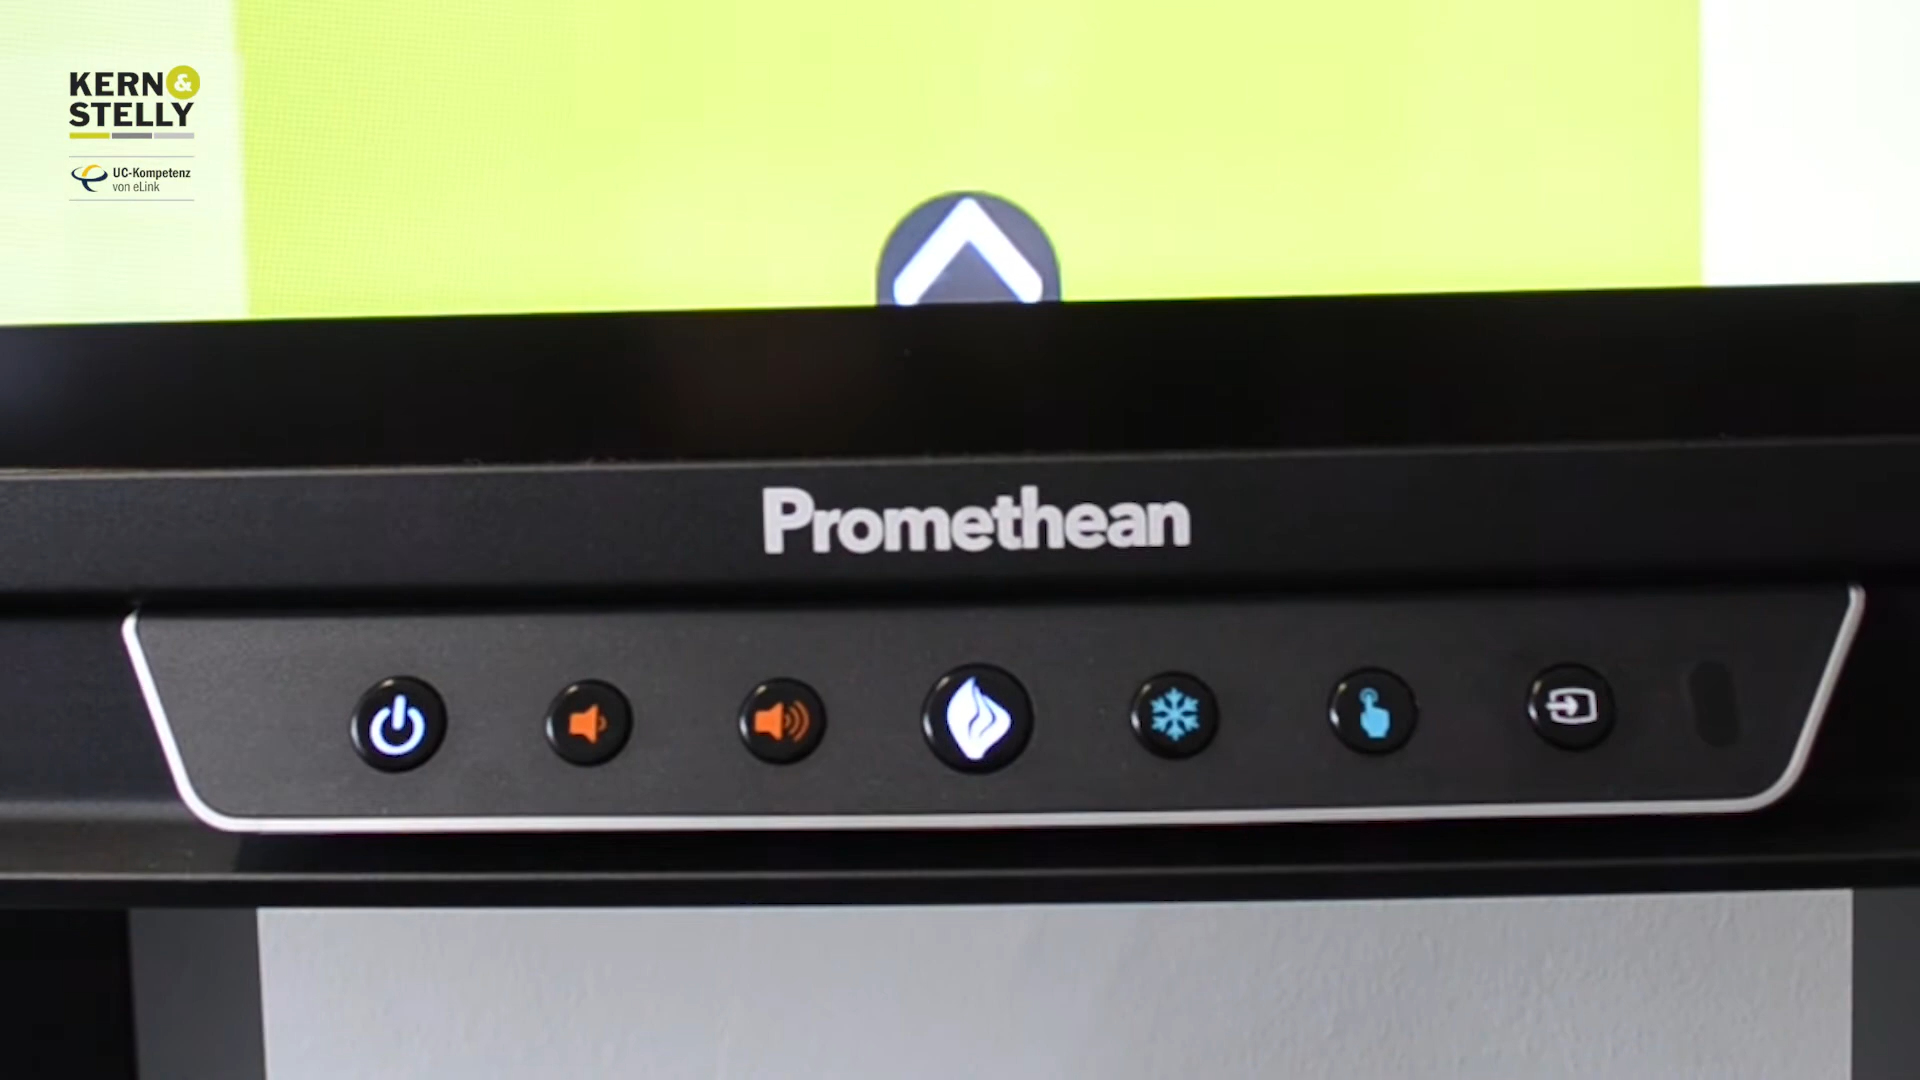 KERN &
STELLY
UC-Kompetenz
von eLink
Promethean